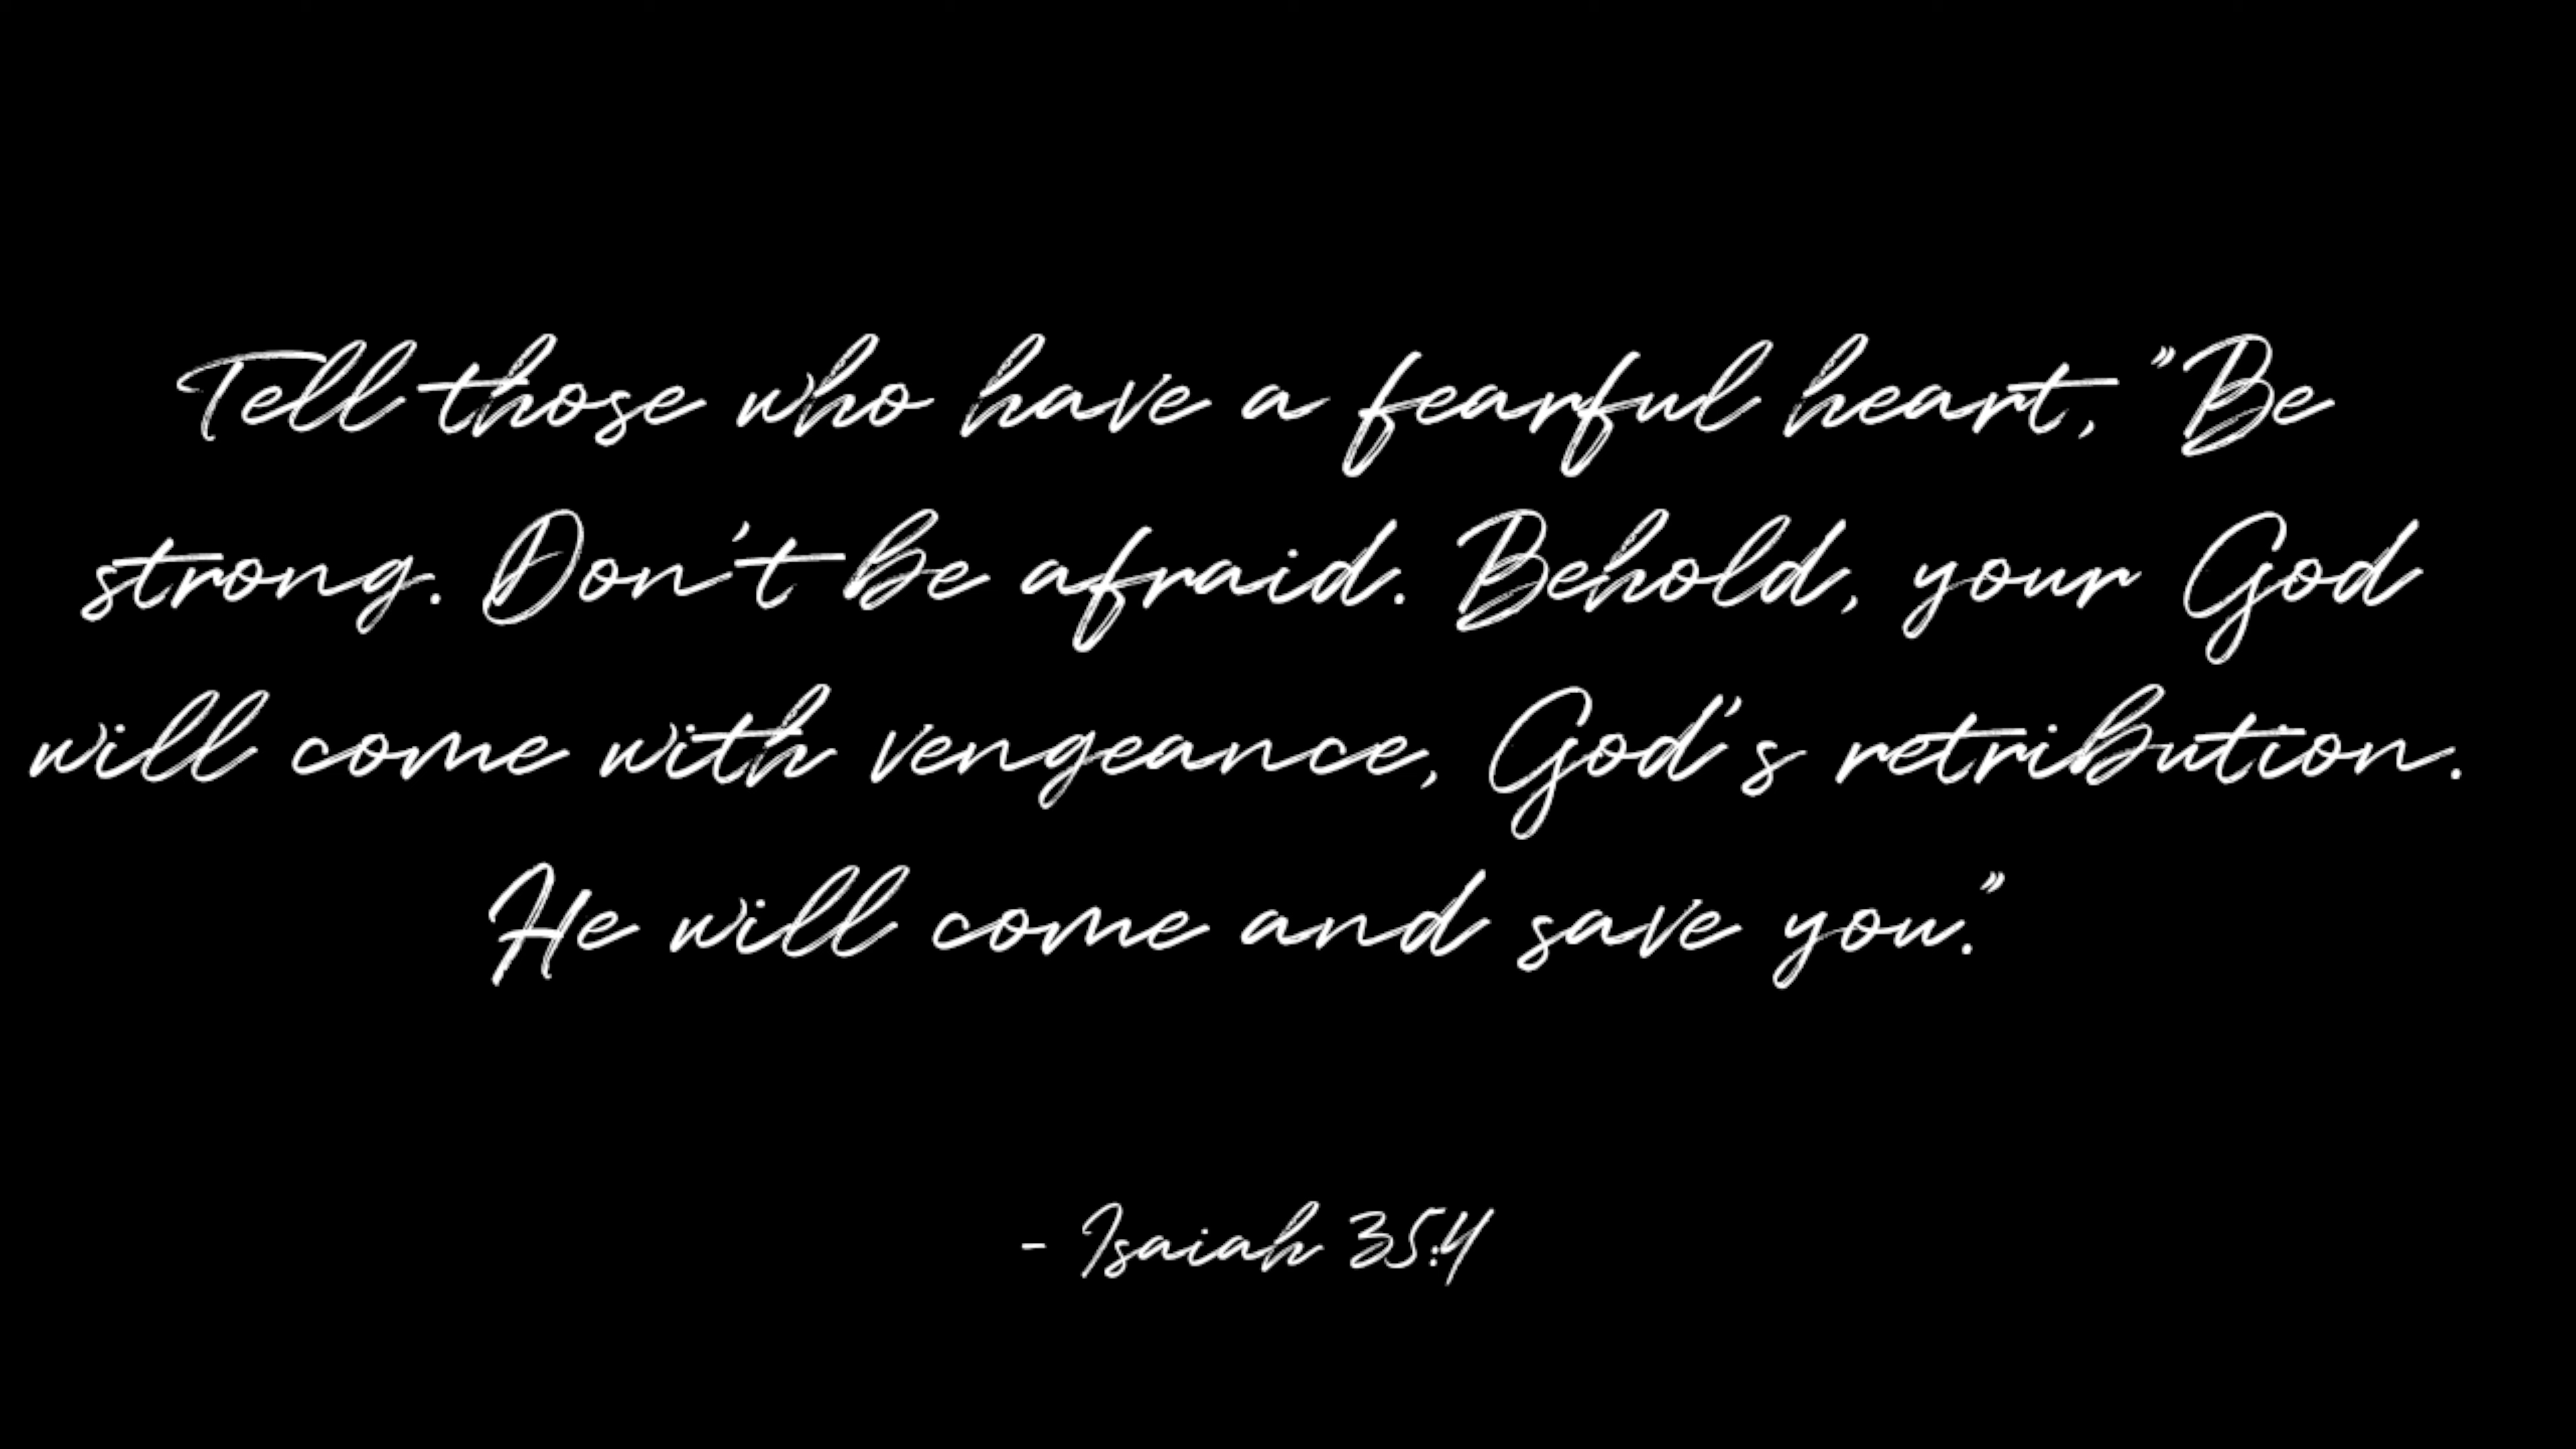 Tell those who have a fearful heart, "Be
strong. Don't be afraid. Behold, your God
will come with vengeance, God's retribution.
He will come and save you."
- Isaiah 35:4